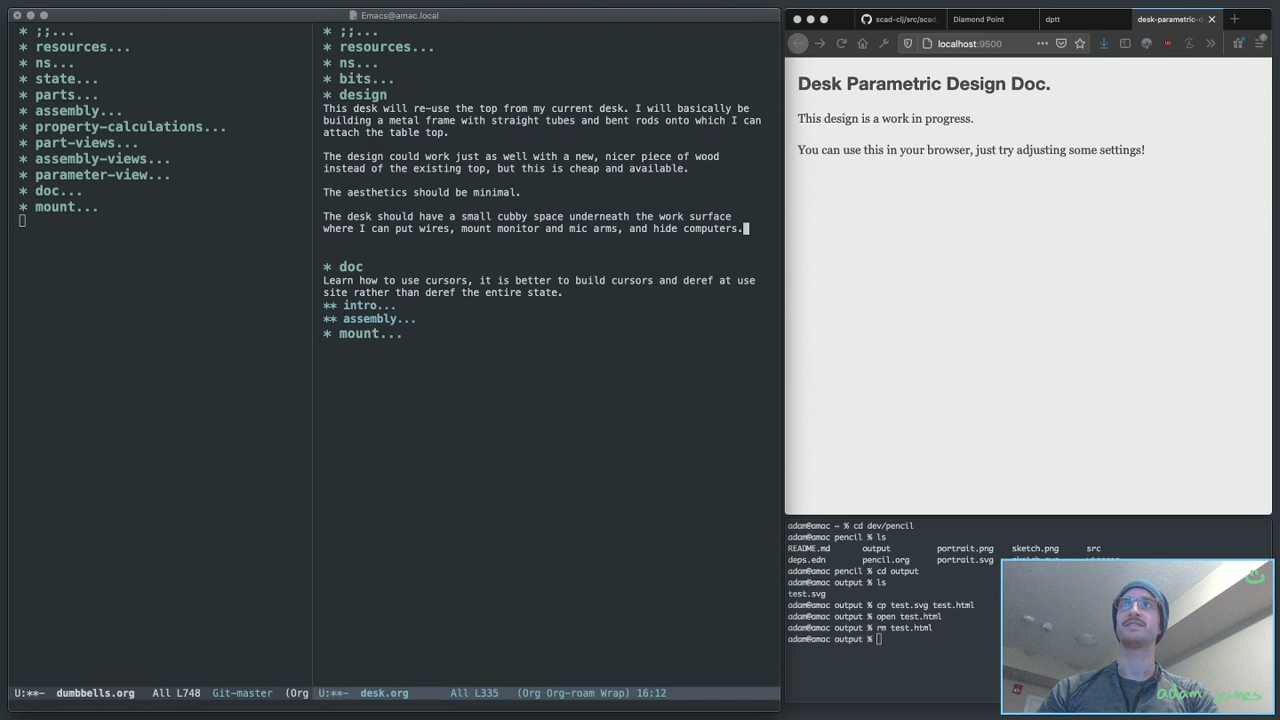 Emacs@amac.local
* ;;...
* resources...
* ns...
* state...
* parts...
* assembly...
* property-calculations...
* part-views...
* assembly-views...
* parameter-view...
* doc...
* mount...
U:**- dumbbells.org All L748 Git-master (Org
* ;;...
* resources...
* ns...
* bits...
* design
This desk will re-use the top from my current desk. I will basically be
building a metal frame with straight tubes and bent rods onto which I can
attach the table top.
The design could work just as well with a new, nicer piece of wood
instead of the existing top, but this is cheap and available.
The aesthetics should be minimal.
The desk should have a small cubby space underneath the work surface
where I can put wires, mount monitor and mic arms, and hide computers.
* doc
Learn how to use cursors, it is better to build cursors and deref at use
site rather than deref the entire state.
** intro...
** assembly...
* mount...
U:**- desk.org All L335 (Org Org-roam Wrap) 16:12
scad-clj/src/scad_
Diamond Point
dptt
desk-parametric-d
localhost:9500
Desk Parametric Design Doc.
This design is a work in progress.
You can use this in your browser, just try adjusting some settings!
adam@amac ~ % cd dev/pencil
adam@amac pencil % ls
README.md output portrait.png sketch.png src
deps.edn pencil.org portrait.svg
adam@amac pencil % cd output
adam@amac output % ls
test.svg
adam@amac output % cp test.svg test.html
adam@amac output % open test.html
adam@amac output % rm test.html
adam@amac output %
adam james